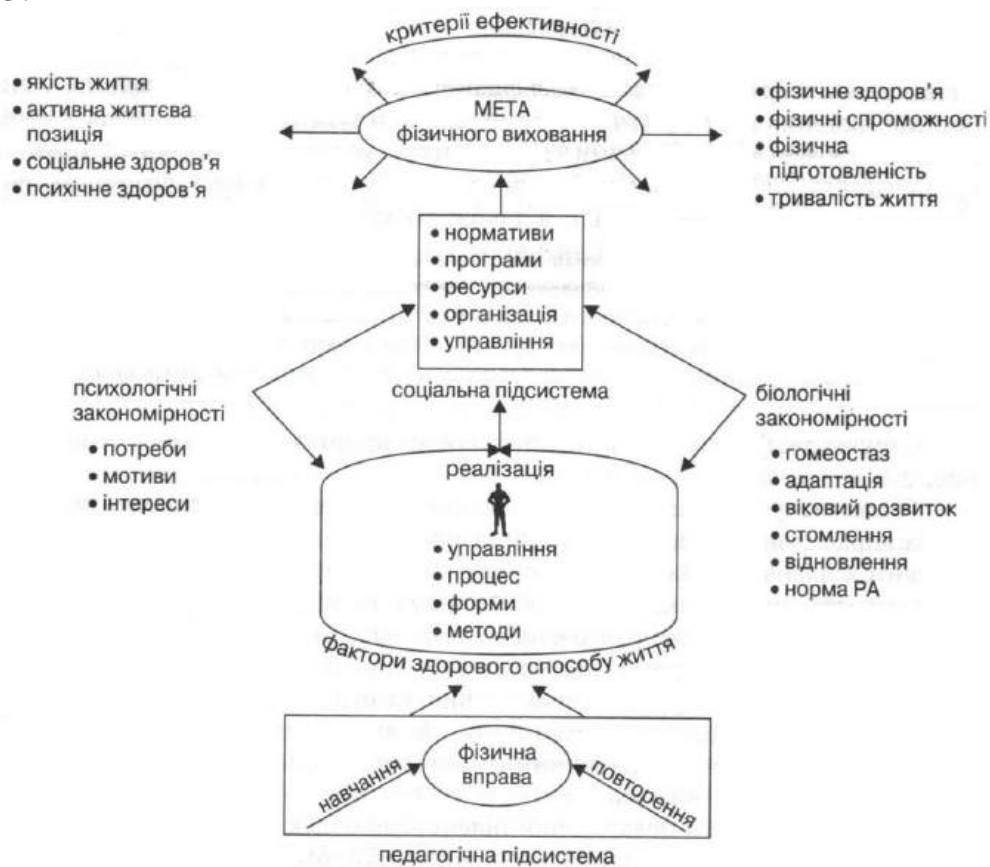 критерії ефективності
• якість життя
• активна життєва
позиція
• соціальне здоров'я
• психічне здоров'я
МЕТА
фізичного виховання
• фізичне здоров'я
• фізичні спроможності
• фізична
підготовленість
• тривалість життя
• нормативи
• програми
• ресурси
• організація
• управління
соціальна підсистема
психологічні
закономірності
• потреби
• мотиви
• інтереси
біологічні
закономірності
• гомеостаз
• адаптація
• віковий розвиток
• стомлення
• відновлення
• норма РА
реалізація
• управління
• процес
• форми
• методи
фактори здорового способу життя
фізична
вправа
навчання
повторення
педагогічна підсистема